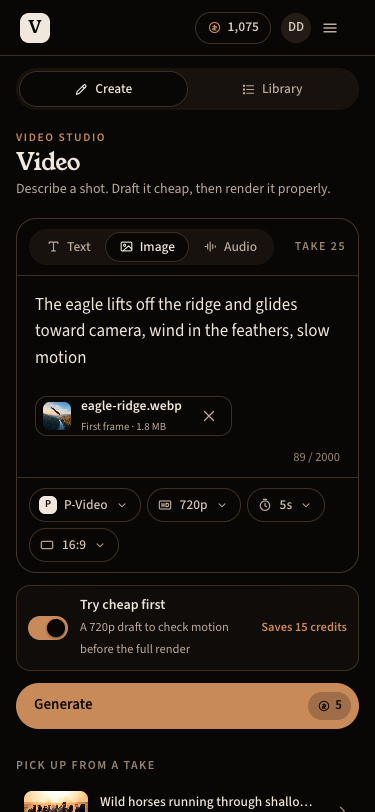 V
1,075
DD
Create
Library
VIDEO STUDIO
Video
Describe a shot. Draft it cheap, then render it properly.
Text
Image
Audio
TAKE 25
The eagle lifts off the ridge and glides
toward camera, wind in the feathers, slow
motion
eagle-ridge.webp
First frame · 1.8 MB
89 / 2000
P
P-Video
HD
720p
5s
16:9
Try cheap first
A 720p draft to check motion
before the full render
Saves 15 credits
Generate
5
PICK UP FROM A TAKE
Wild horses running through shallo...